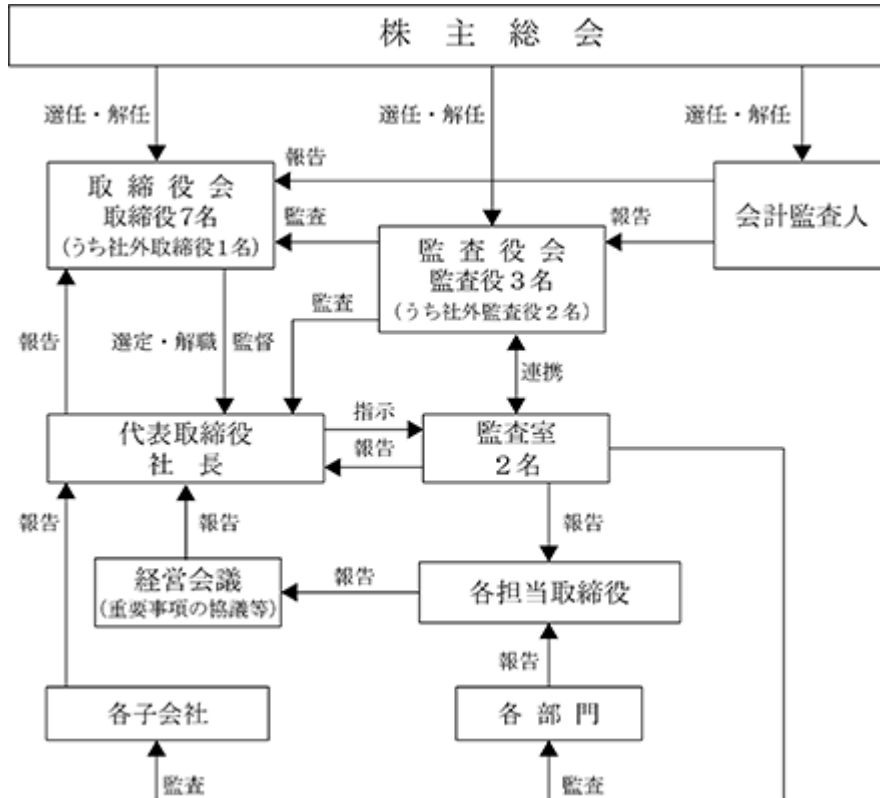 株主総会
選任・解任
選任・解任
選任・解任
報告
取締役会
取締役7名
(うち社外取締役1名)
会計監査人
監査
報告
監査役会
監査役3名
(うち社外監査役2名)
監査
報告
選定・解職
監督
連携
代表取締役
社長
指示
報告
監査室
2名
報告
報告
報告
経営会議
(重要事項の協議等)
報告
各担当取締役
報告
各子会社
各部門
監査
監査